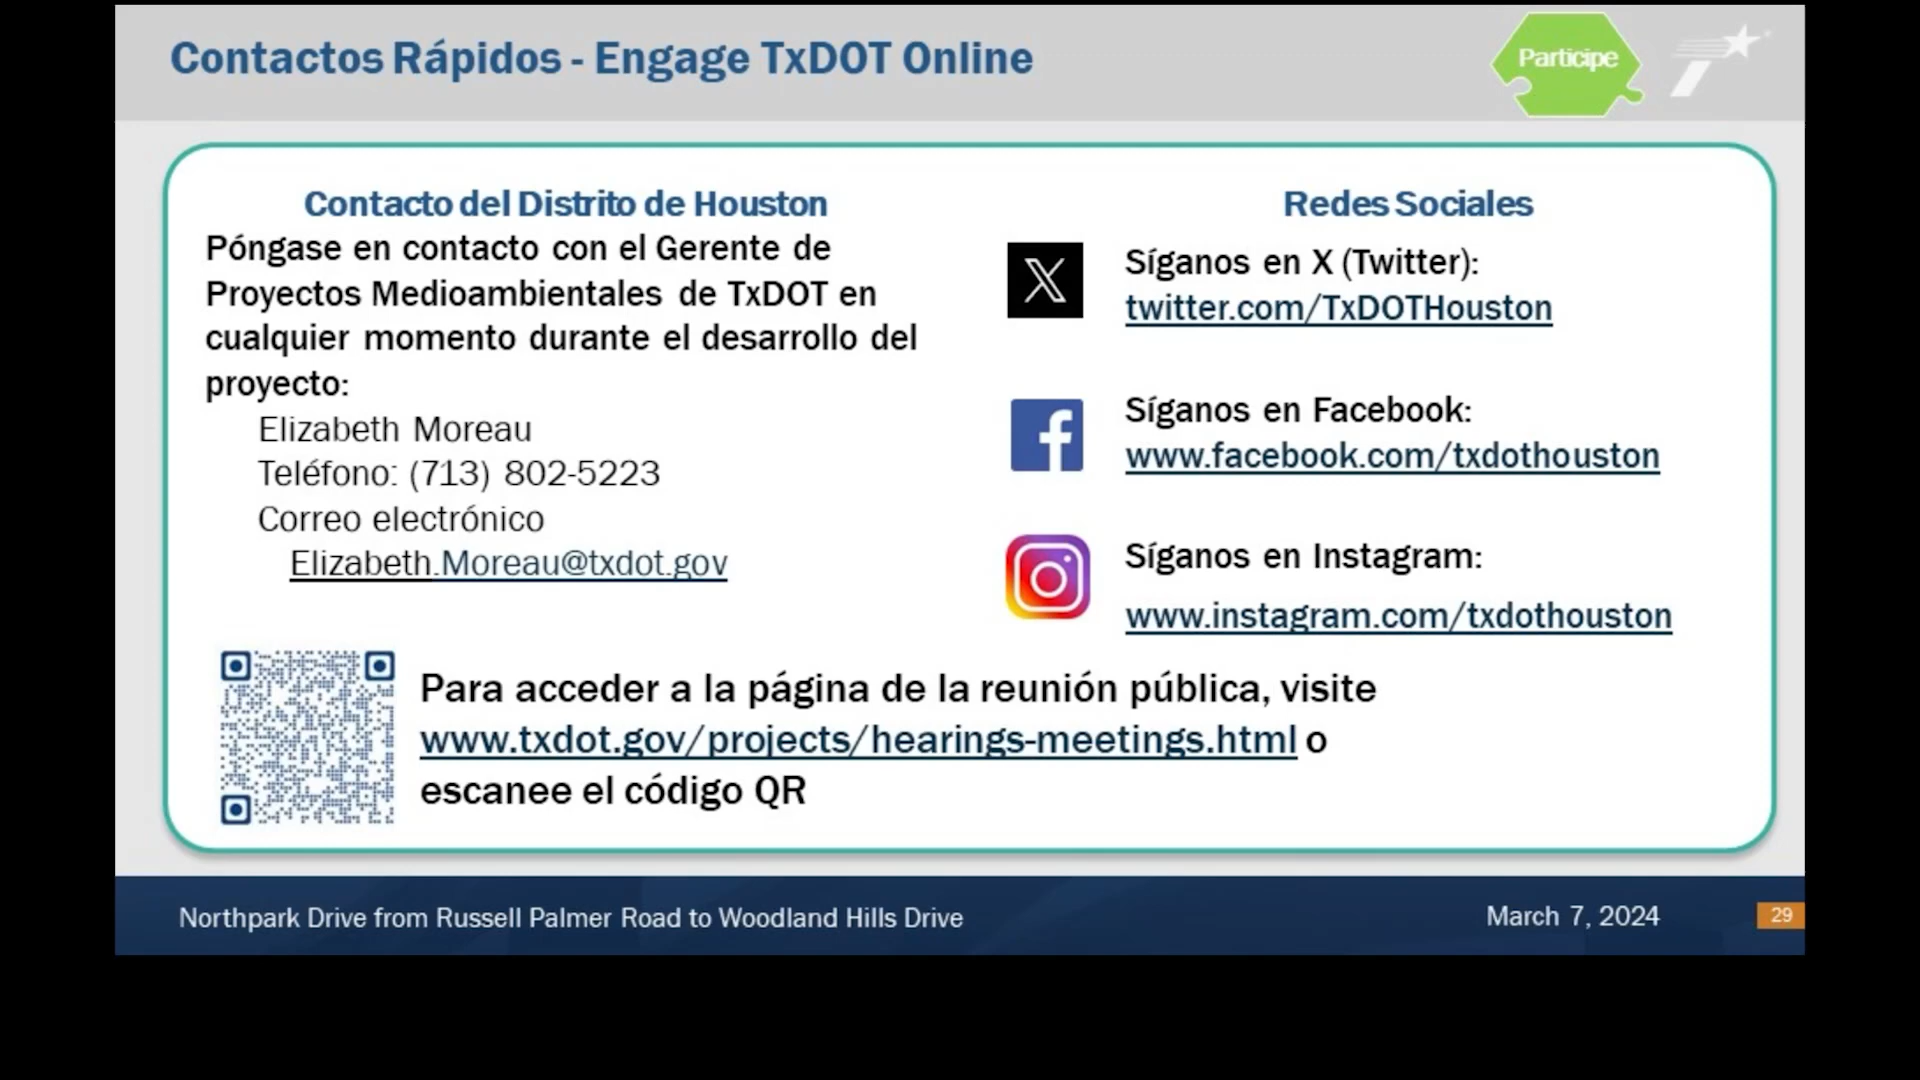 Contactos Rápidos - Engage TxDOT Online
Participe
Contacto del Distrito de Houston
Póngase en contacto con el Gerente de
Proyectos Medioambientales de TxDOT en
cualquier momento durante el desarrollo del
proyecto:
Elizabeth Moreau
Teléfono: (713) 802-5223
Correo electrónico
Elizabeth.Moreau@txdot.gov
Redes Sociales
Síganos en X (Twitter):
twitter.com/TxDOTHouston
Síganos en Facebook:
www.facebook.com/txdothouston
Síganos en Instagram:
www.instagram.com/txdothouston
Para acceder a la página de la reunión pública, visite
www.txdot.gov/projects/hearings-meetings.html o
escanee el código QR
Northpark Drive from Russell Palmer Road to Woodland Hills Drive
March 7, 2024
29